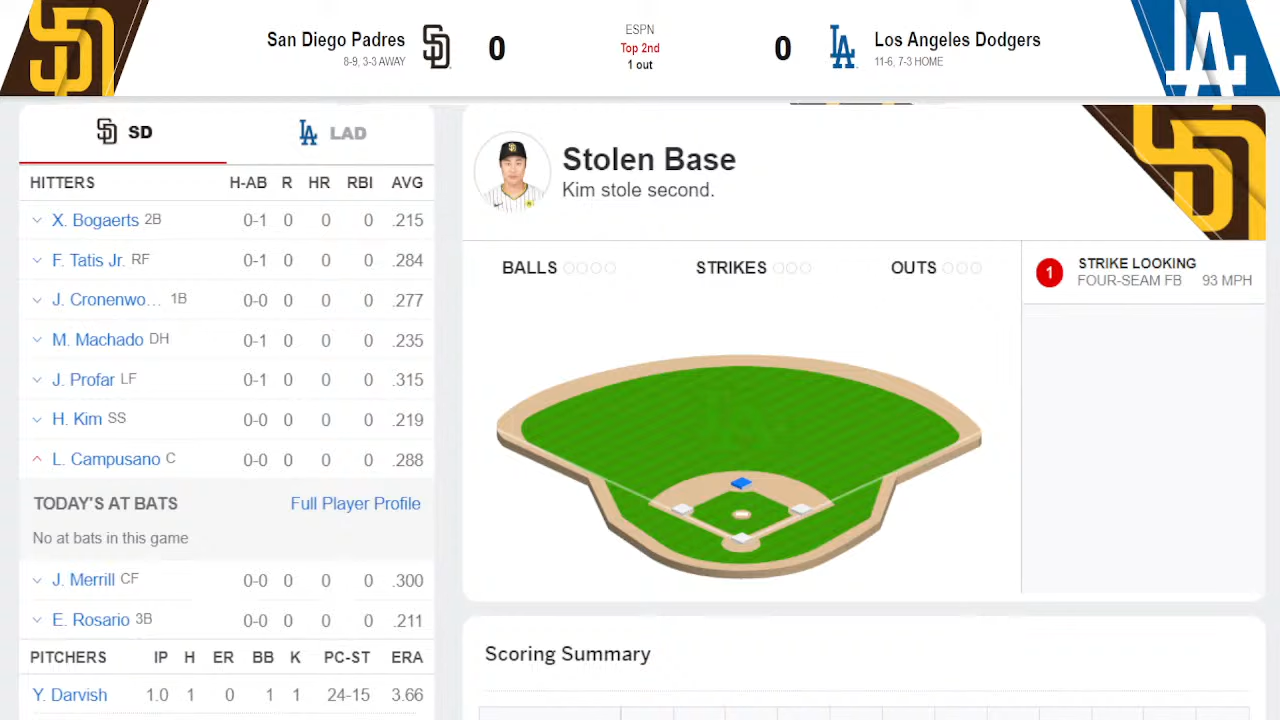 San Diego Padres
8-9, 3-3 AWAY
SD
0
ESPN
Top 2nd
1 out
0
LA
Los Angeles Dodgers
11-6, 7-3 HOME
SD SD
LA LAD
HITTERS H-AB R HR RBI AVG
X. Bogaerts 2B 0-1 0 0 0 .215
F. Tatis Jr. RF 0-1 0 0 0 .284
J. Cronenwo... 1B 0-0 0 0 0 .277
M. Machado DH 0-1 0 0 0 .235
J. Profar LF 0-1 0 0 0 .315
H. Kim SS 0-0 0 0 0 .219
L. Campusano C 0-0 0 0 0 .288
TODAY'S AT BATS Full Player Profile
No at bats in this game
J. Merrill CF 0-0 0 0 0 .300
E. Rosario 3B 0-0 0 0 0 .211
PITCHERS IP H ER BB K PC-ST ERA
Y. Darvish 1.0 1 0 1 1 24-15 3.66
Stolen Base
Kim stole second.
BALLS STRIKES OUTS
1 STRIKE LOOKING
FOUR-SEAM FB 93 MPH
Scoring Summary